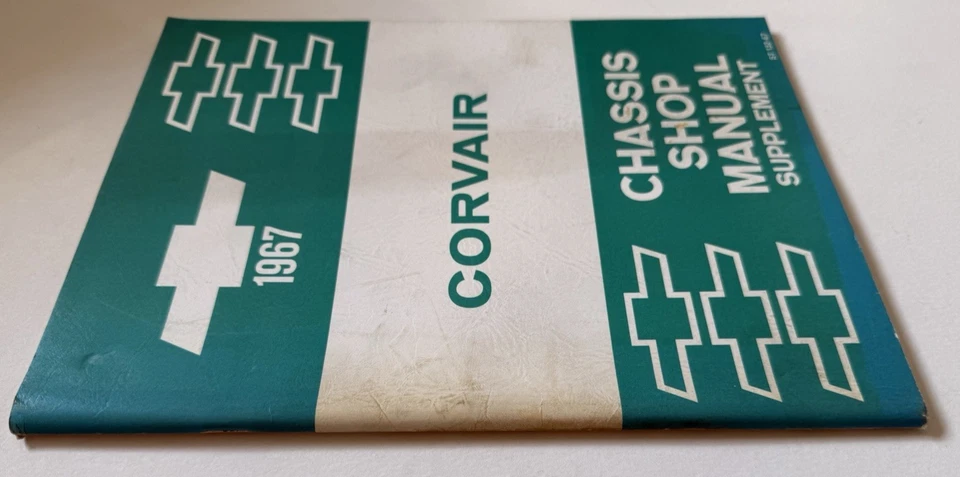 1967
CORVAIR
CHASSIS
SHOP
MANUAL
SUPPLEMENT